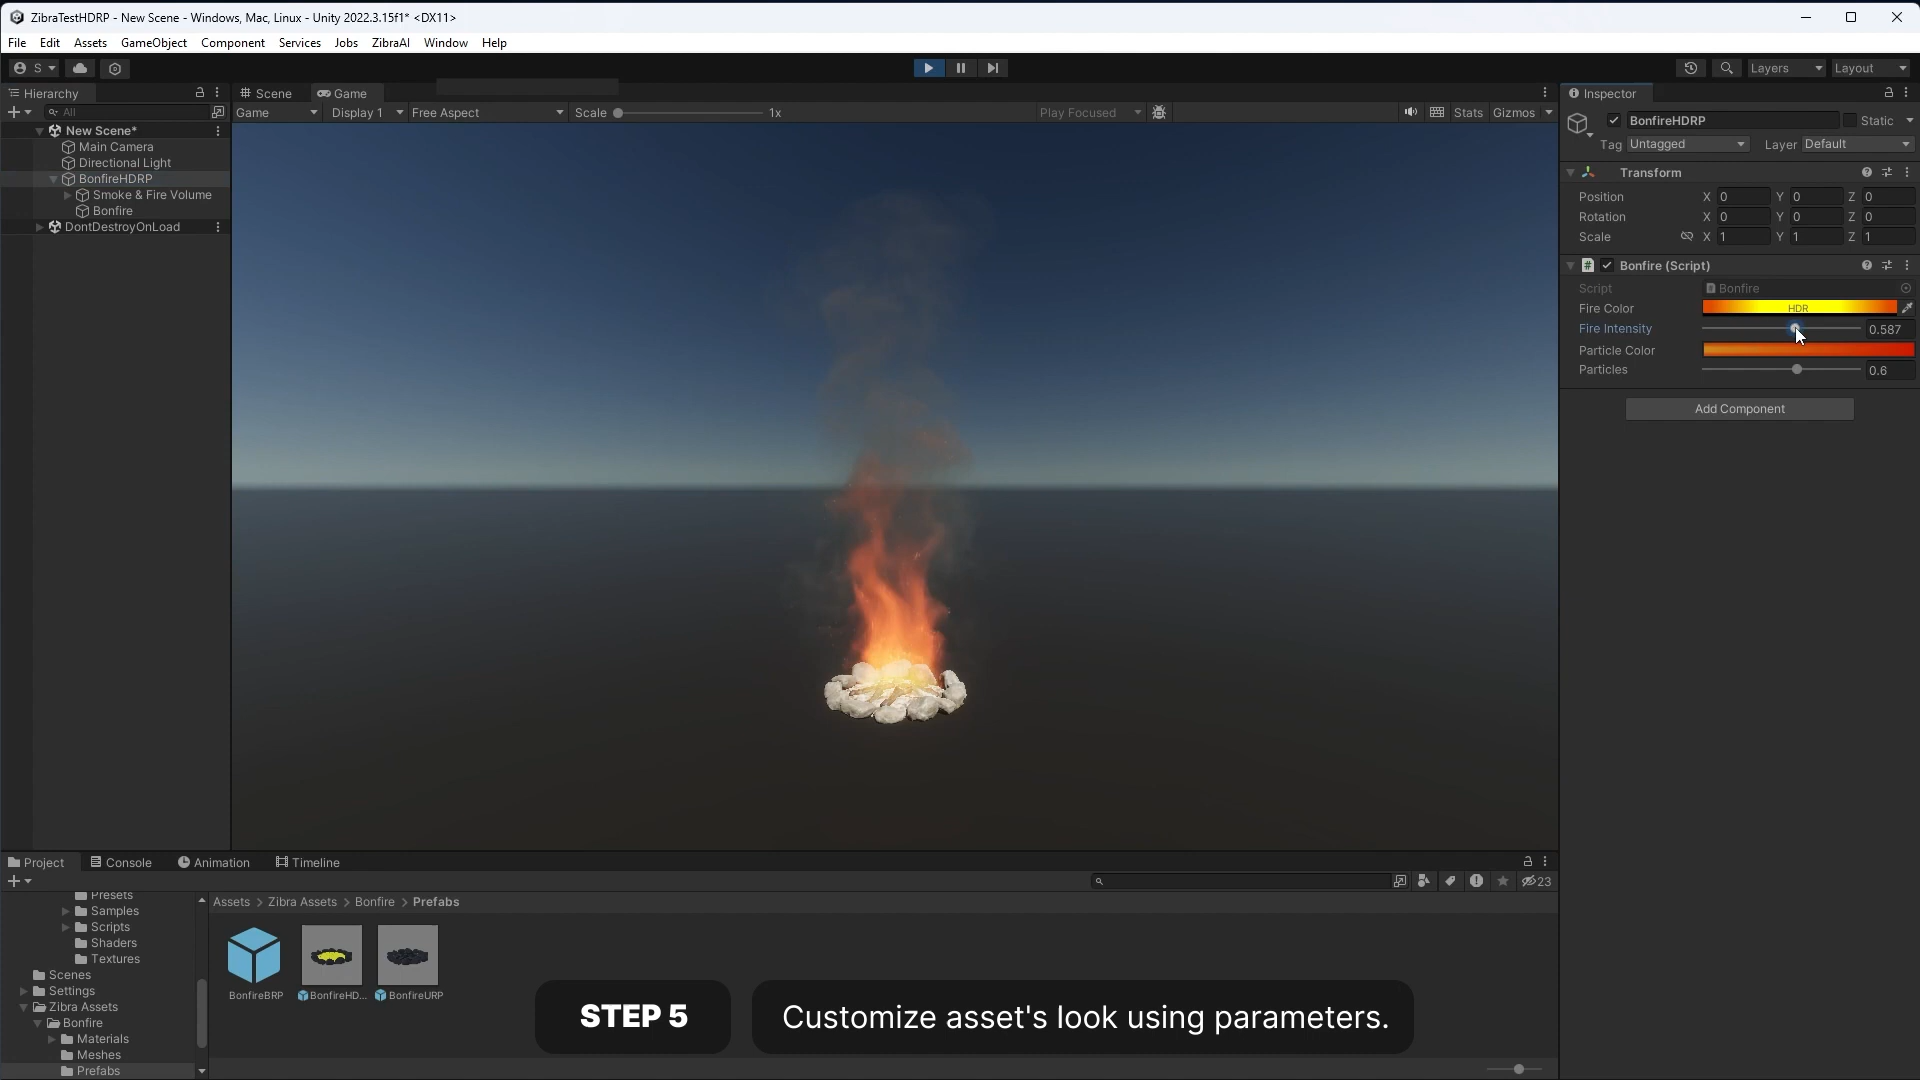 ZibraTestHDRP - New Scene - Windows, Mac, Linux - Unity 2022.3.15f1* <DX11>
File Edit Assets GameObject Component Services Jobs ZibraAI Window Help
S Layers Layout
Hierarchy
All
New Scene*
Main Camera
Directional Light
BonfireHDRP
Smoke & Fire Volume
Bonfire
DontDestroyOnLoad
Scene Game
Game Display 1 Free Aspect Scale 1x Play Focused Stats Gizmos
Inspector
BonfireHDRP Static
Tag Untagged Layer Default
Transform
Position X 0 Y 0 Z 0
Rotation X 0 Y 0 Z 0
Scale X 1 Y 1 Z 1
Bonfire (Script)
Script Bonfire
Fire Color HDR
Fire Intensity 0.587
Particle Color
Particles 0.6
Add Component
Project Console Animation Timeline
23
Presets
Samples
Scripts
Shaders
Textures
Scenes
Settings
Zibra Assets
Bonfire
Materials
Meshes
Prefabs
Assets > Zibra Assets > Bonfire > Prefabs
BonfireBRP BonfireHD... BonfireURP
STEP 5
Customize asset's look using parameters.